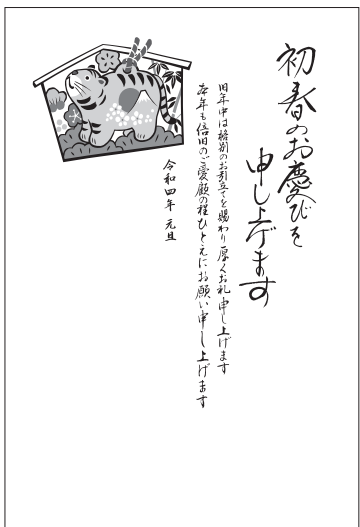 初春のお慶びを
申し上げます
旧年中は格別のお引立てを賜わり厚くお礼申し上げます
本年も倍旧のご愛顧の程ひとえにお願い申し上げます
令和四年 元旦